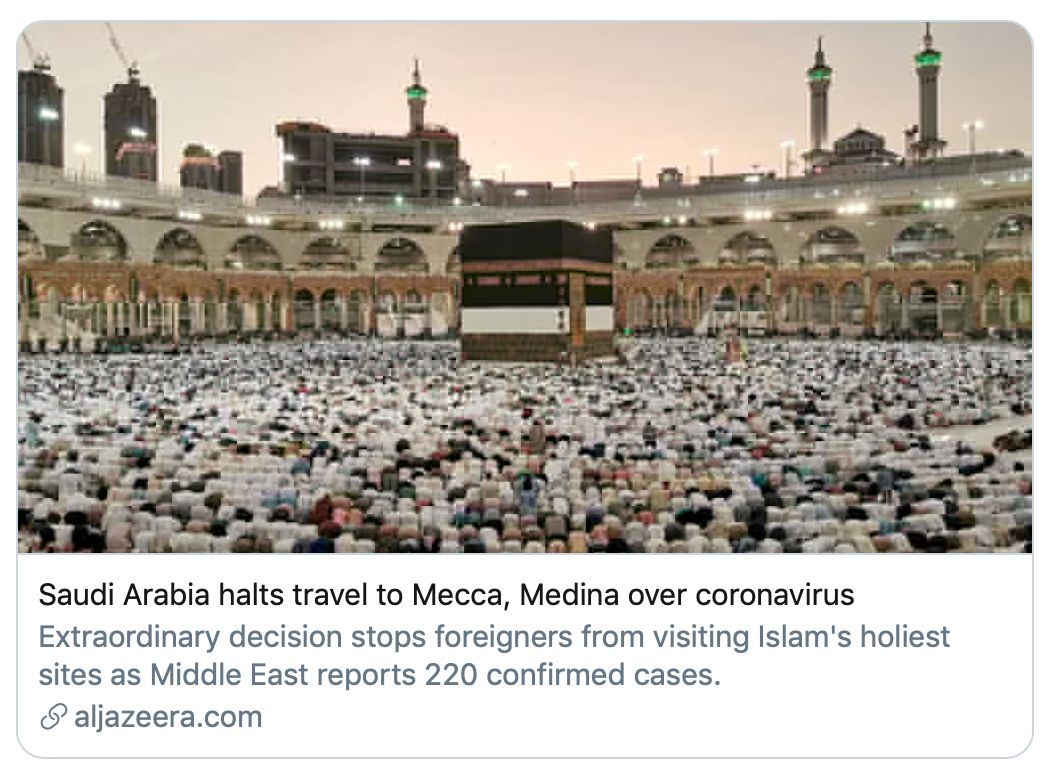 Saudi Arabia halts travel to Mecca, Medina over coronavirus
Extraordinary decision stops foreigners from visiting Islam's holiest
sites as Middle East reports 220 confirmed cases.
aljazeera.com